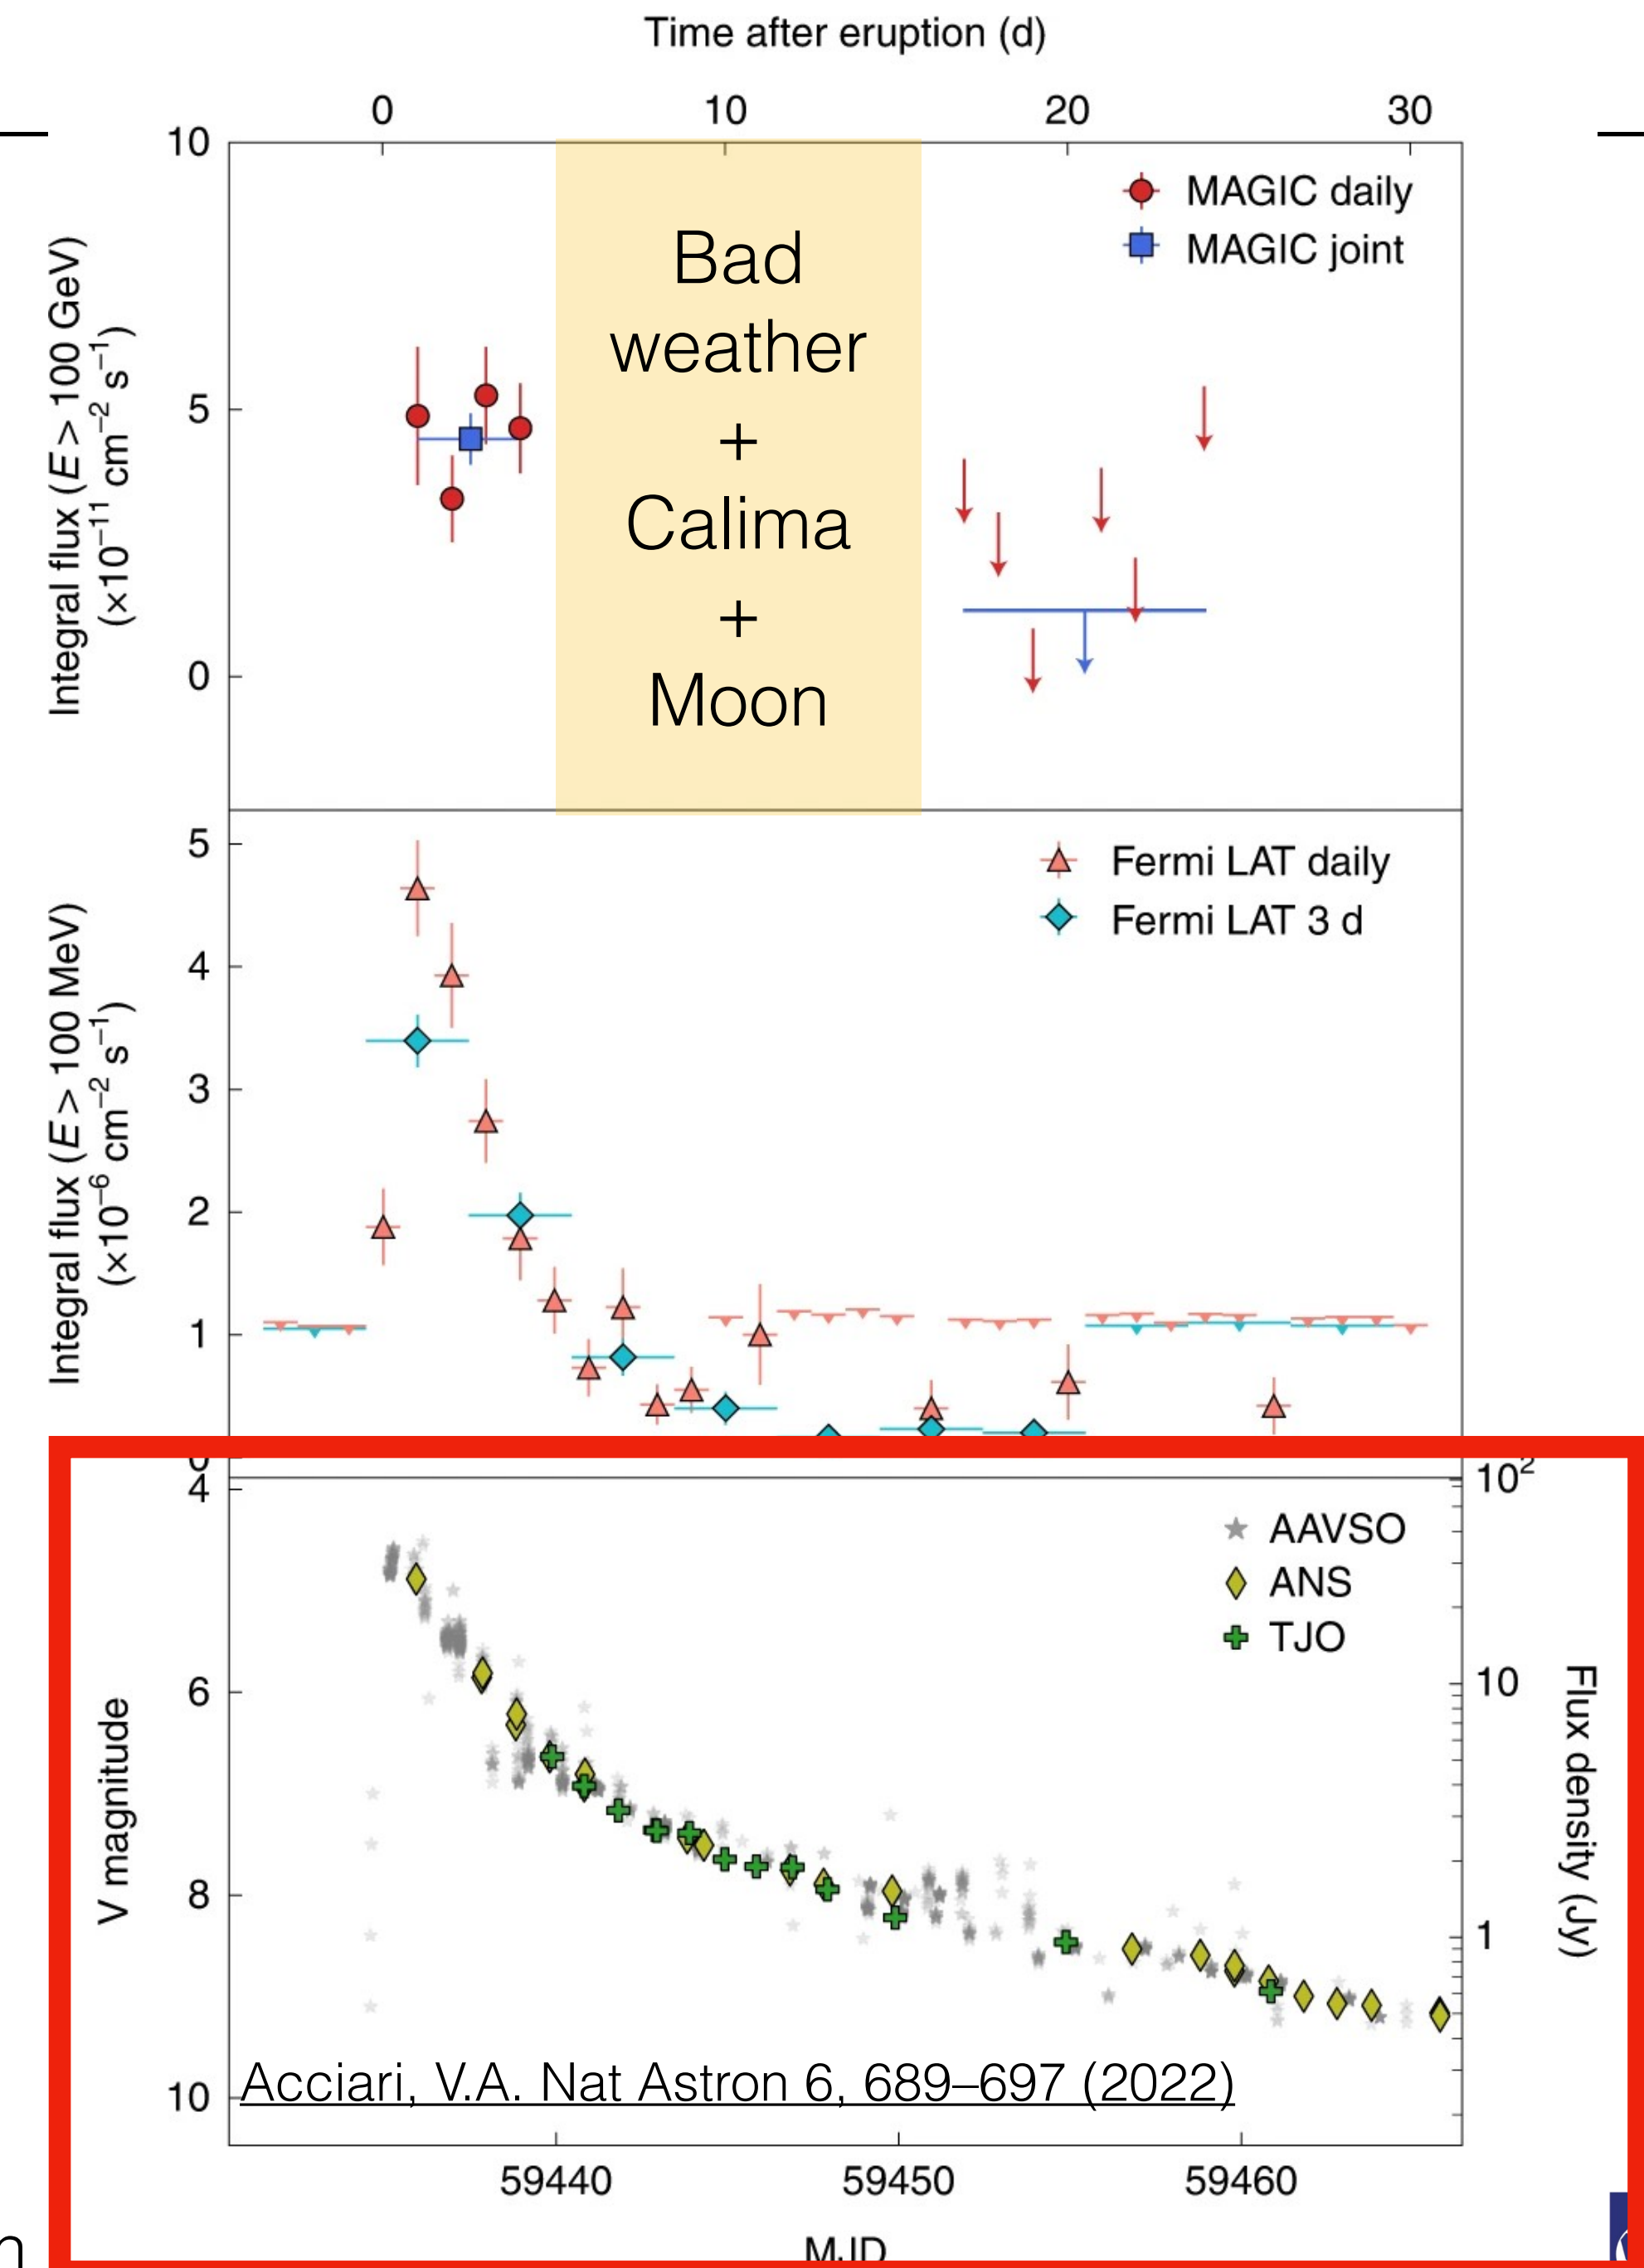 Time after eruption (d)
0 10 20 30
10
5
0
Integral flux (E > 100 GeV)
(×10⁻¹¹ cm⁻² s⁻¹)
MAGIC daily
MAGIC joint
Bad
weather
+
Calima
+
Moon
5
4
3
2
1
0
Integral flux (E > 100 MeV)
(×10⁻⁶ cm⁻² s⁻¹)
Fermi LAT daily
Fermi LAT 3 d
4
6
8
10
V magnitude
10²
10
1
Flux density (Jy)
AAVSO
ANS
TJO
Acciari, V.A. Nat Astron 6, 689–697 (2022)
59440 59450 59460
MJD